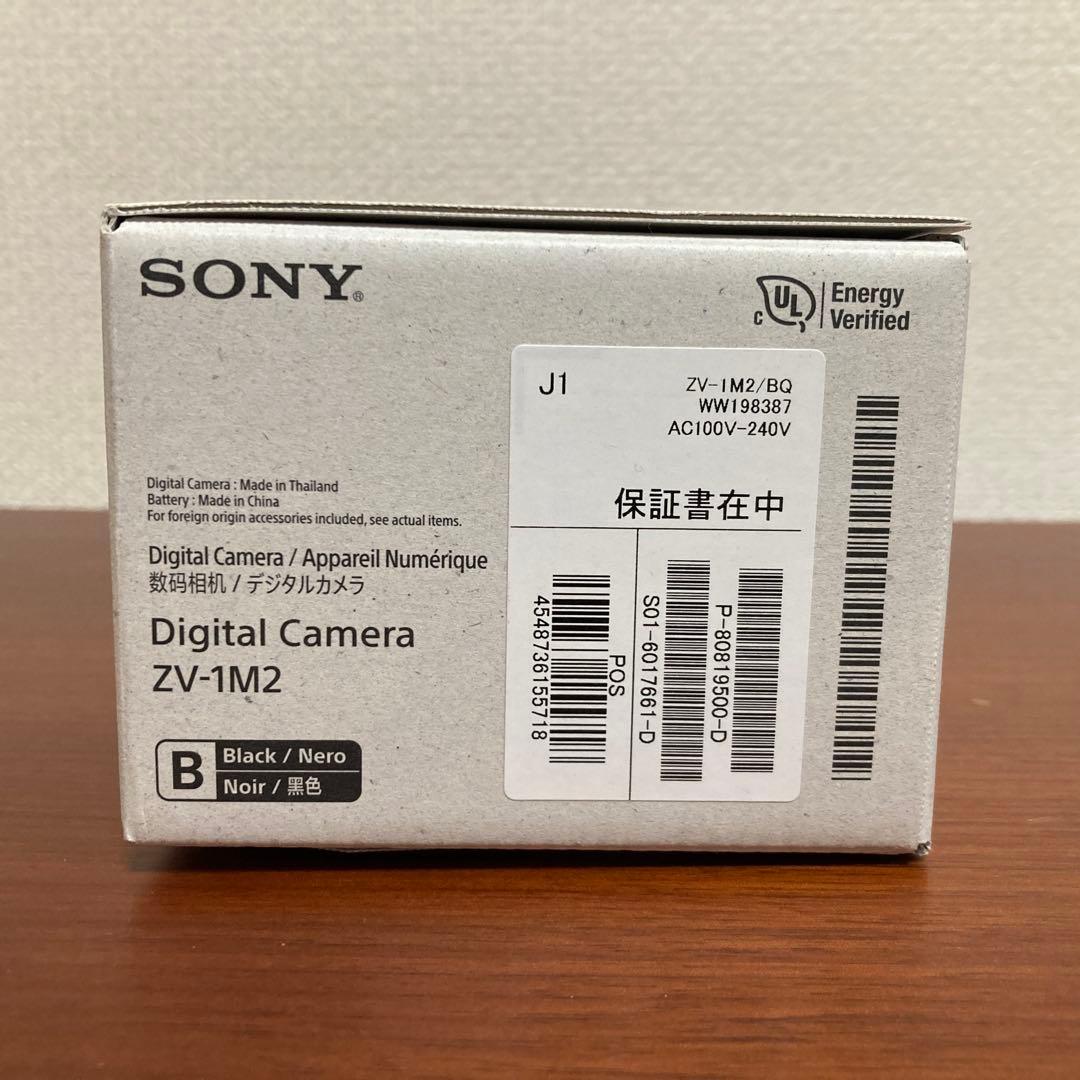 SONY®
C UL Energy
Verified
J1
ZV-1M2/BQ
WW198387
AC100V-240V
保証書在中
Digital Camera : Made in Thailand
Battery : Made in China
For foreign origin accessories included, see actual items.
Digital Camera / Appareil Numérique
数码相机 / デジタルカメラ
Digital Camera
ZV-1M2
B Black / Nero
Noir / 黑色
4548736155718
POS
S01-6017661-D
P-80819500-D